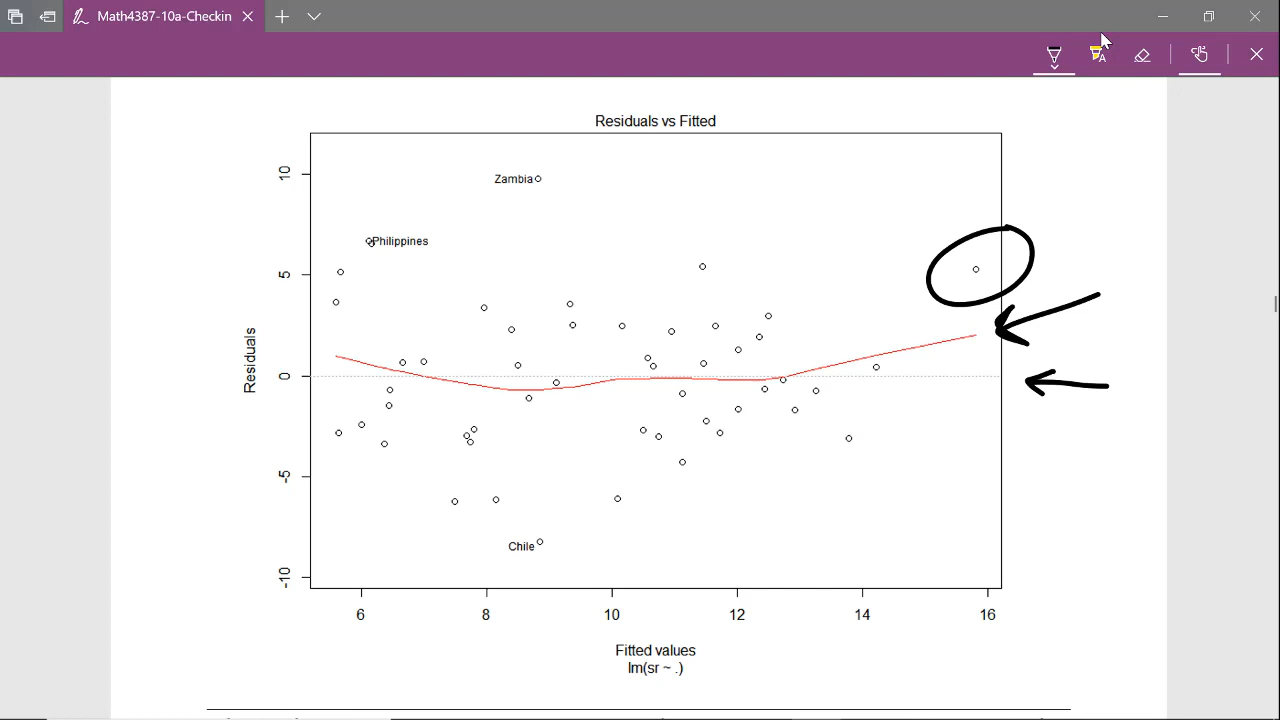 Math4387-10a-Checkin
Residuals vs Fitted
10
Zambia
Philippines
5
Residuals
0
-5
Chile
-10
6 8 10 12 14 16
Fitted values
lm(sr ~ .)